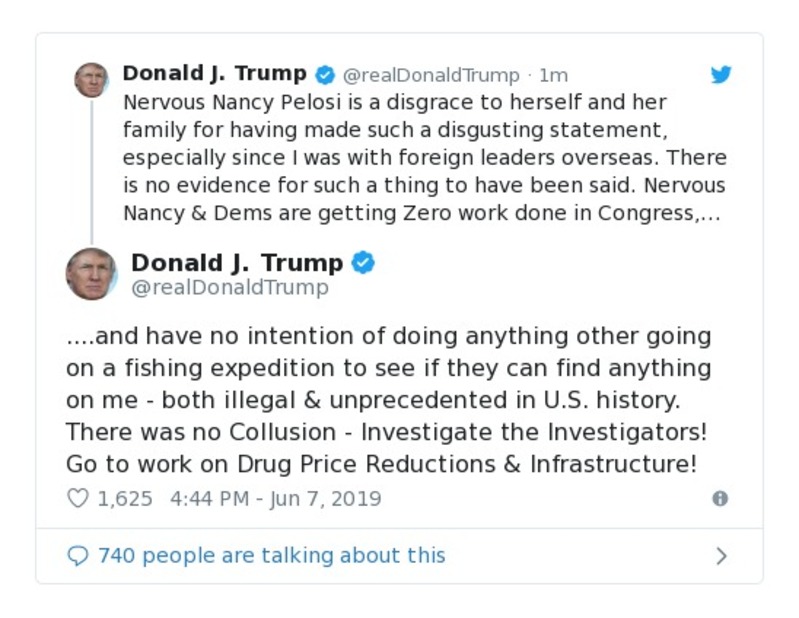 Donald J. Trump @realDonaldTrump · 1m
Nervous Nancy Pelosi is a disgrace to herself and her
family for having made such a disgusting statement,
especially since I was with foreign leaders overseas. There
is no evidence for such a thing to have been said. Nervous
Nancy & Dems are getting Zero work done in Congress,...
Donald J. Trump
@realDonaldTrump
....and have no intention of doing anything other going
on a fishing expedition to see if they can find anything
on me - both illegal & unprecedented in U.S. history.
There was no Collusion - Investigate the Investigators!
Go to work on Drug Price Reductions & Infrastructure!
1,625 4:44 PM - Jun 7, 2019
740 people are talking about this